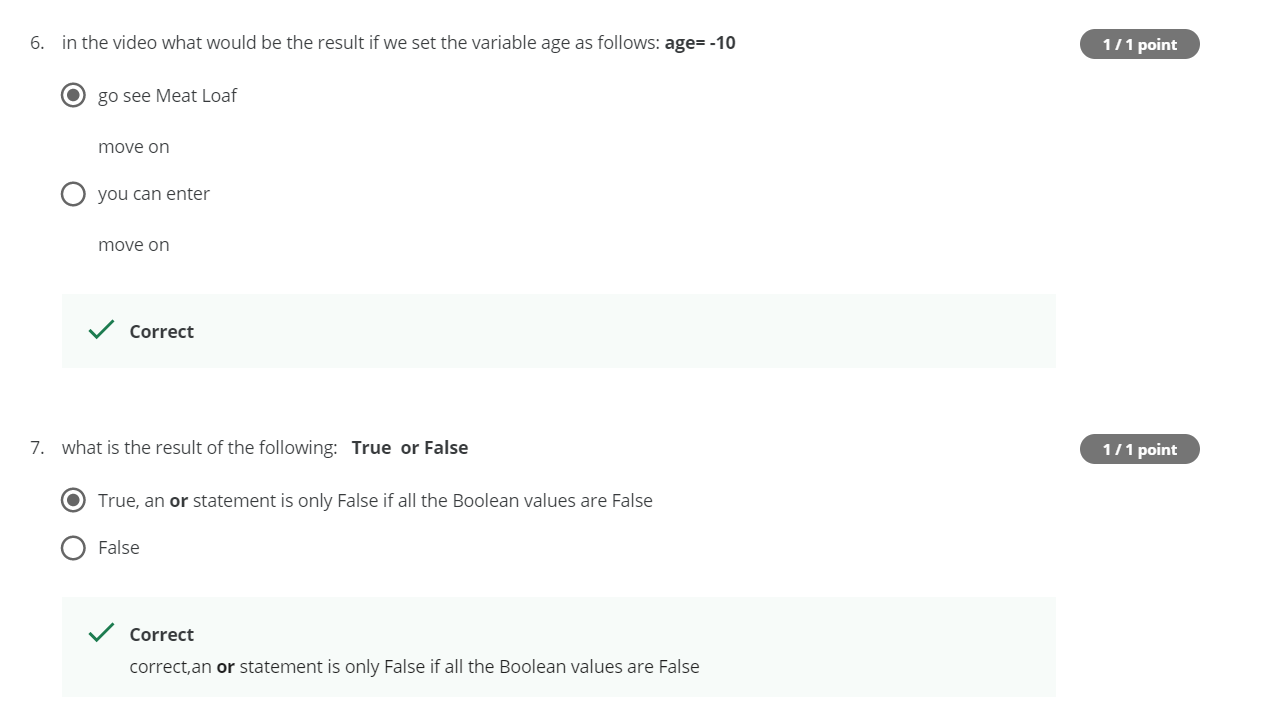 6. in the video what would be the result if we set the variable age as follows: age= -10
1 / 1 point
go see Meat Loaf
move on
you can enter
move on
Correct
7. what is the result of the following: True or False
1 / 1 point
True, an or statement is only False if all the Boolean values are False
False
Correct
correct,an or statement is only False if all the Boolean values are False